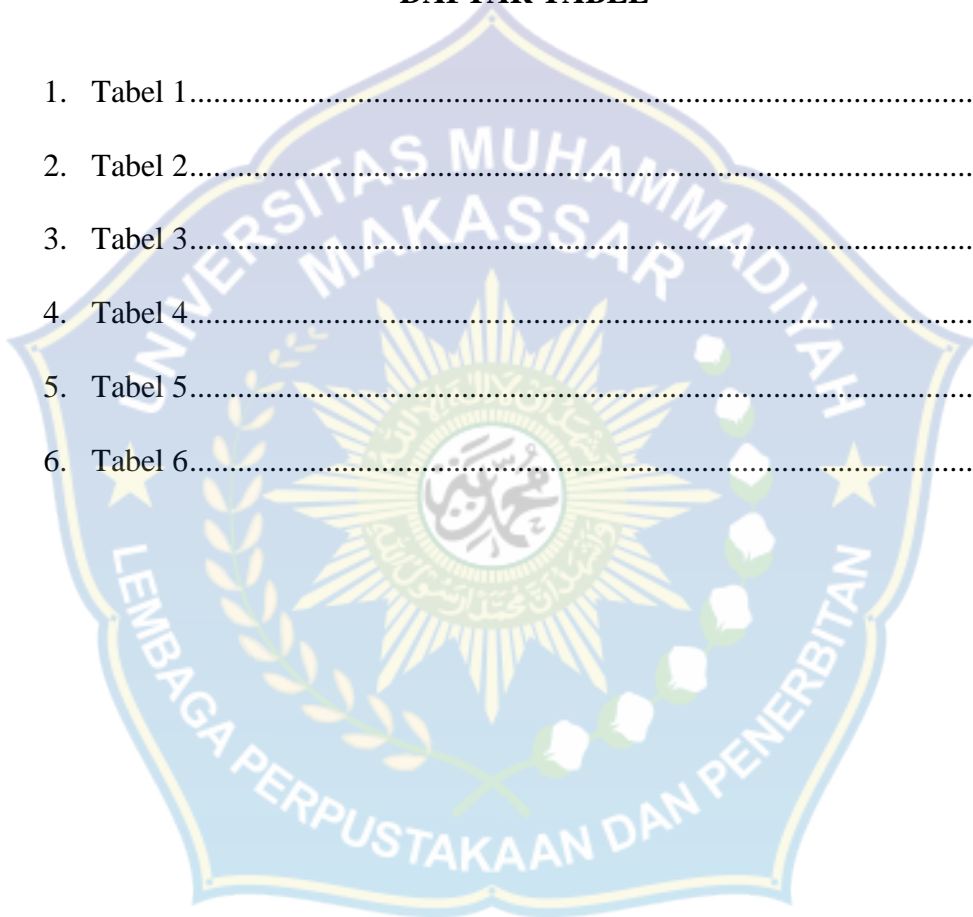 DAFTAR TABEL
1. Tabel 1
2. Tabel 2
3. Tabel 3
4. Tabel 4
5. Tabel 5
6. Tabel 6
UNIVERSITAS MUHAMMADIYAH
MAKASSAR
محمد
LEMBAGA PERPUSTAKAAN DAN PENERBITAN